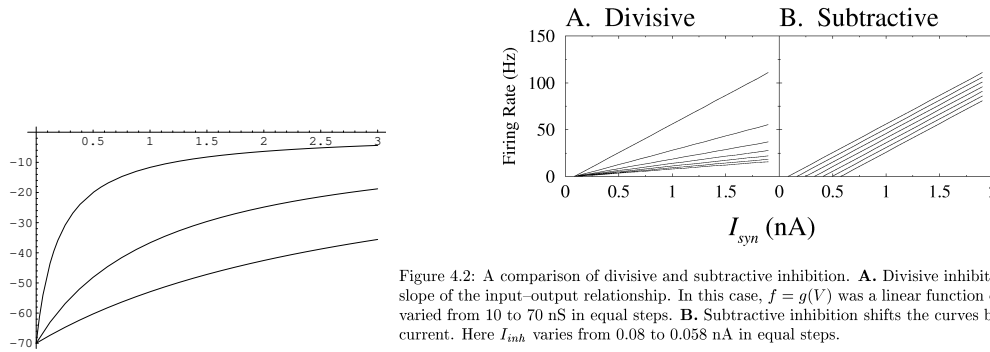 A. Divisive
B. Subtractive
150
100
50
0
Firing Rate (Hz)
0 0.5 1 1.5 0 0.5 1 1.5
I_syn (nA)
0.5 1 1.5 2 2.5 3
-10
-20
-30
-40
-50
-60
-70
Figure 4.2: A comparison of divisive and subtractive inhibition. A. Divisive inhibit
slope of the input–output relationship. In this case, f = g(V) was a linear function
varied from 10 to 70 nS in equal steps. B. Subtractive inhibition shifts the curves b
current. Here I_inh varies from 0.08 to 0.058 nA in equal steps.